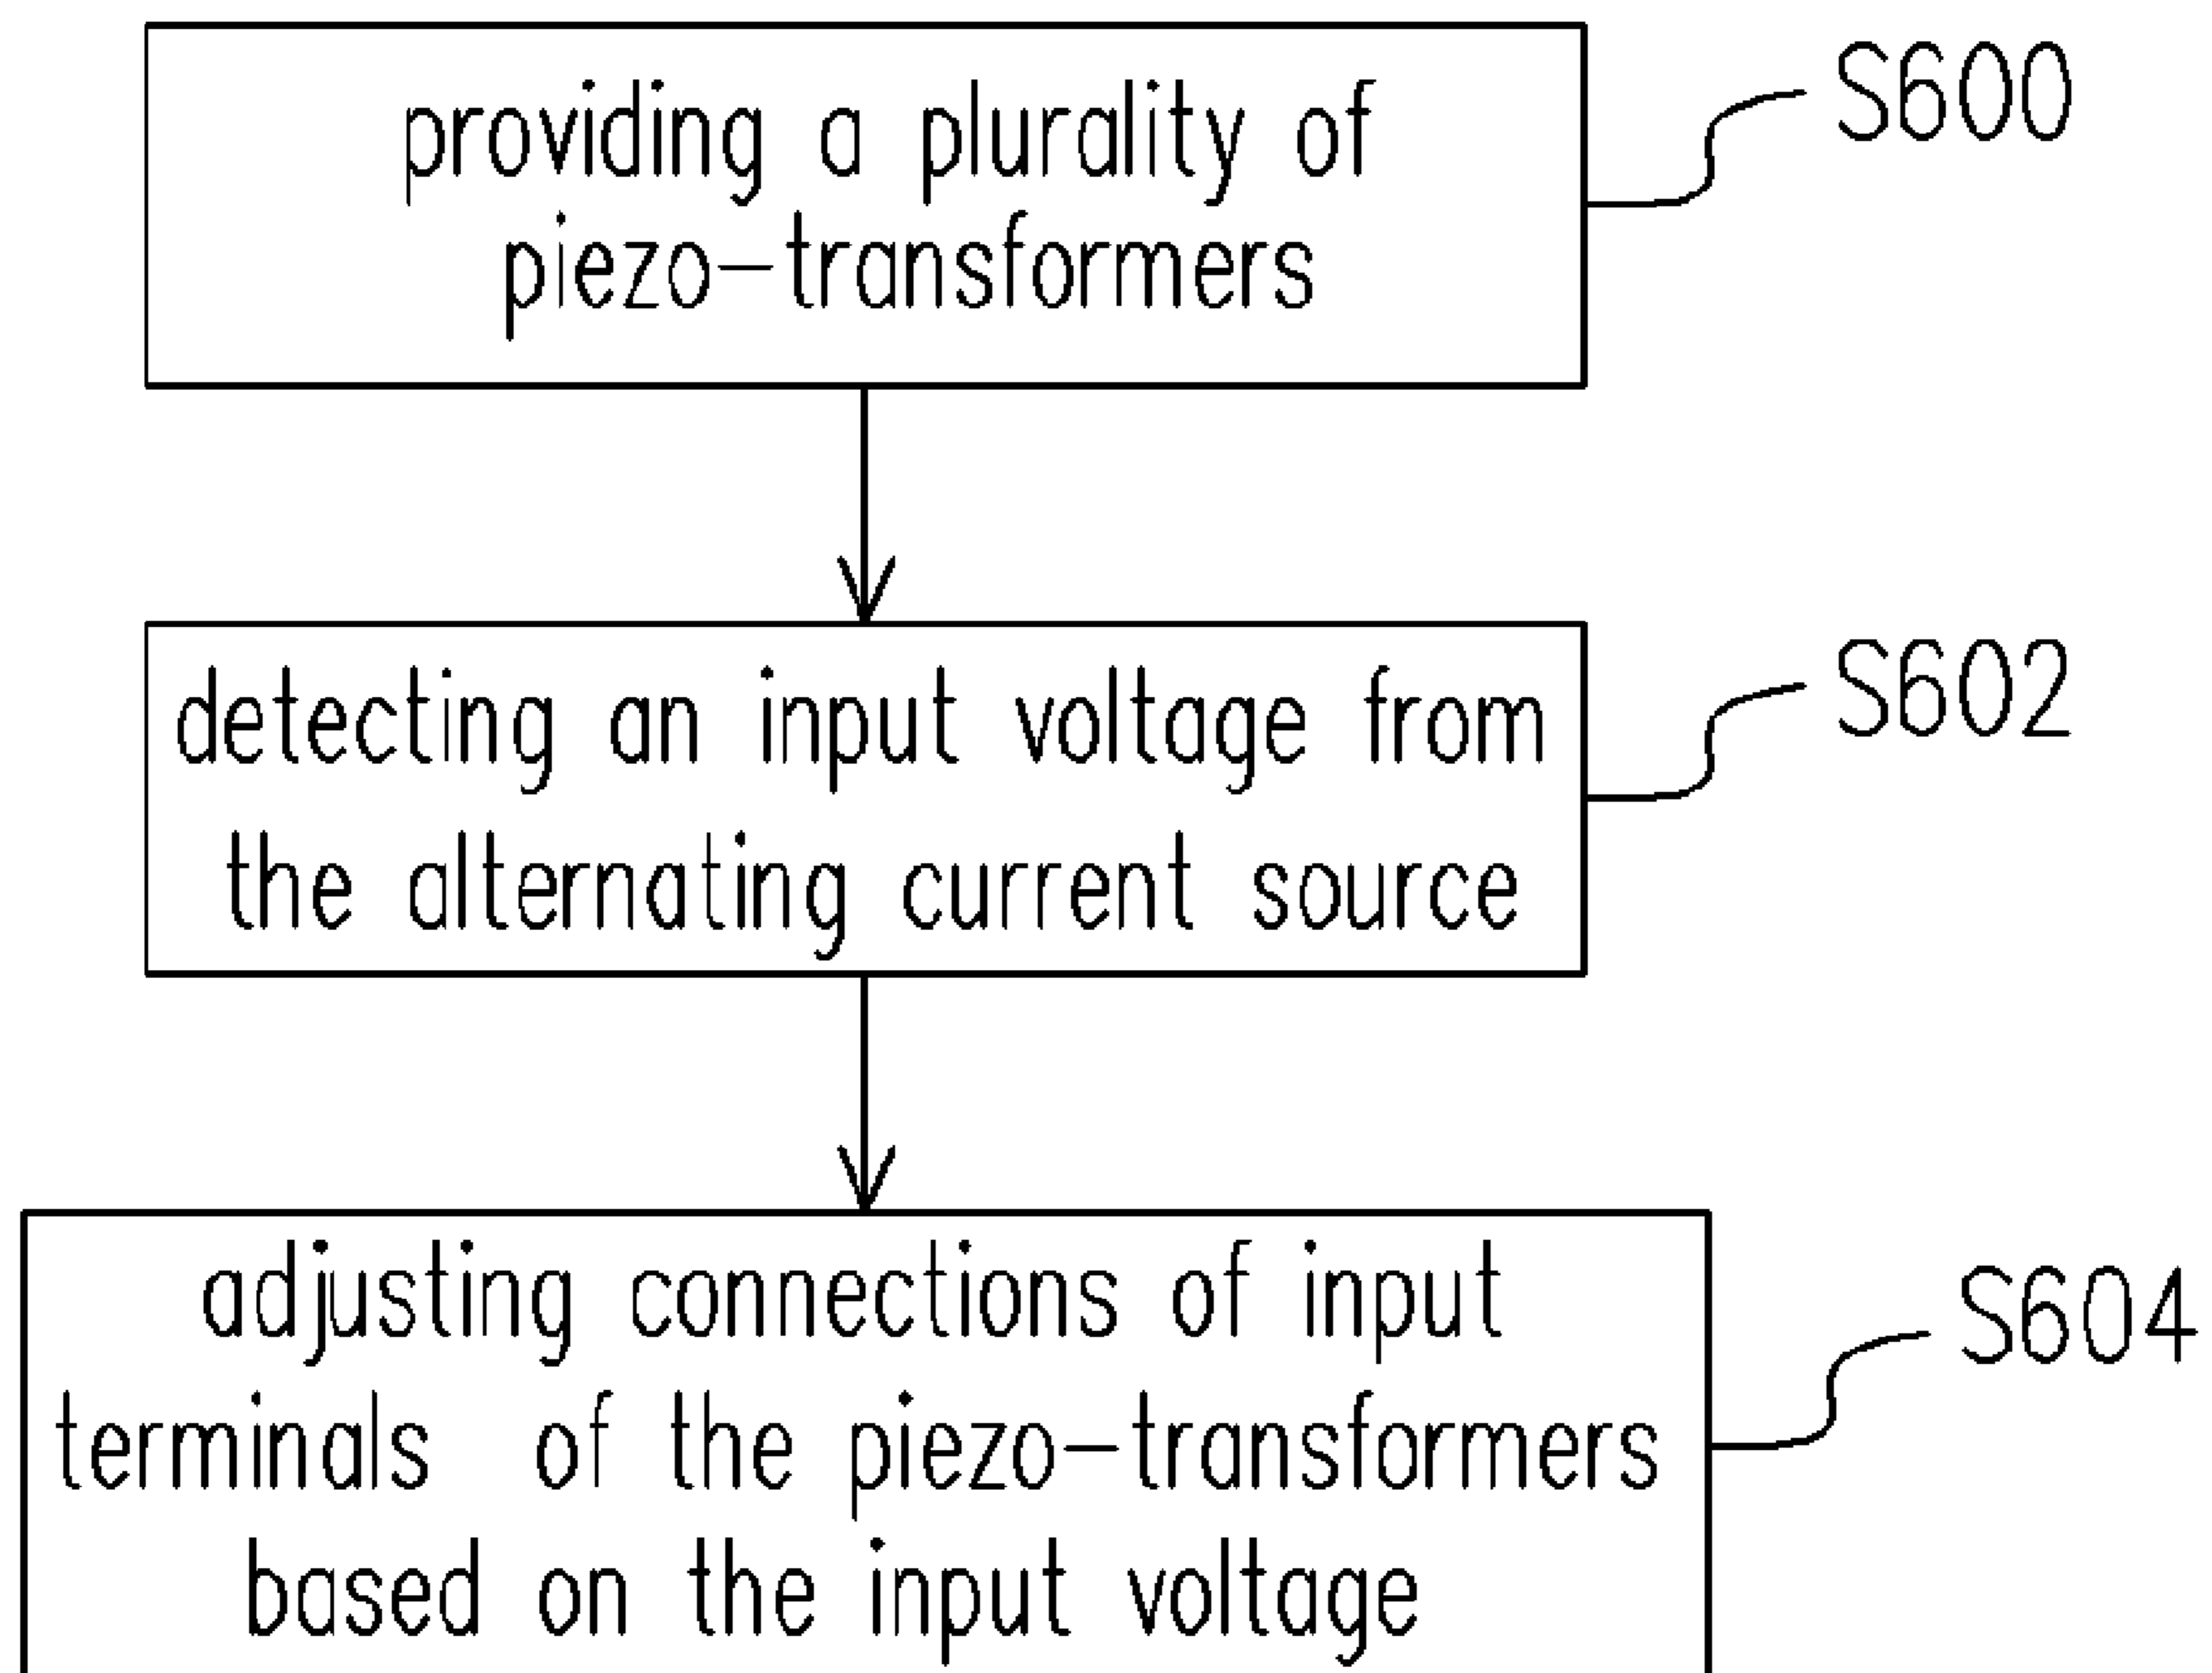 providing a plurality of
piezo-transformers
S600
detecting an input voltage from
the alternating current source
S602
adjusting connections of input
terminals of the piezo-transformers
based on the input voltage
S604